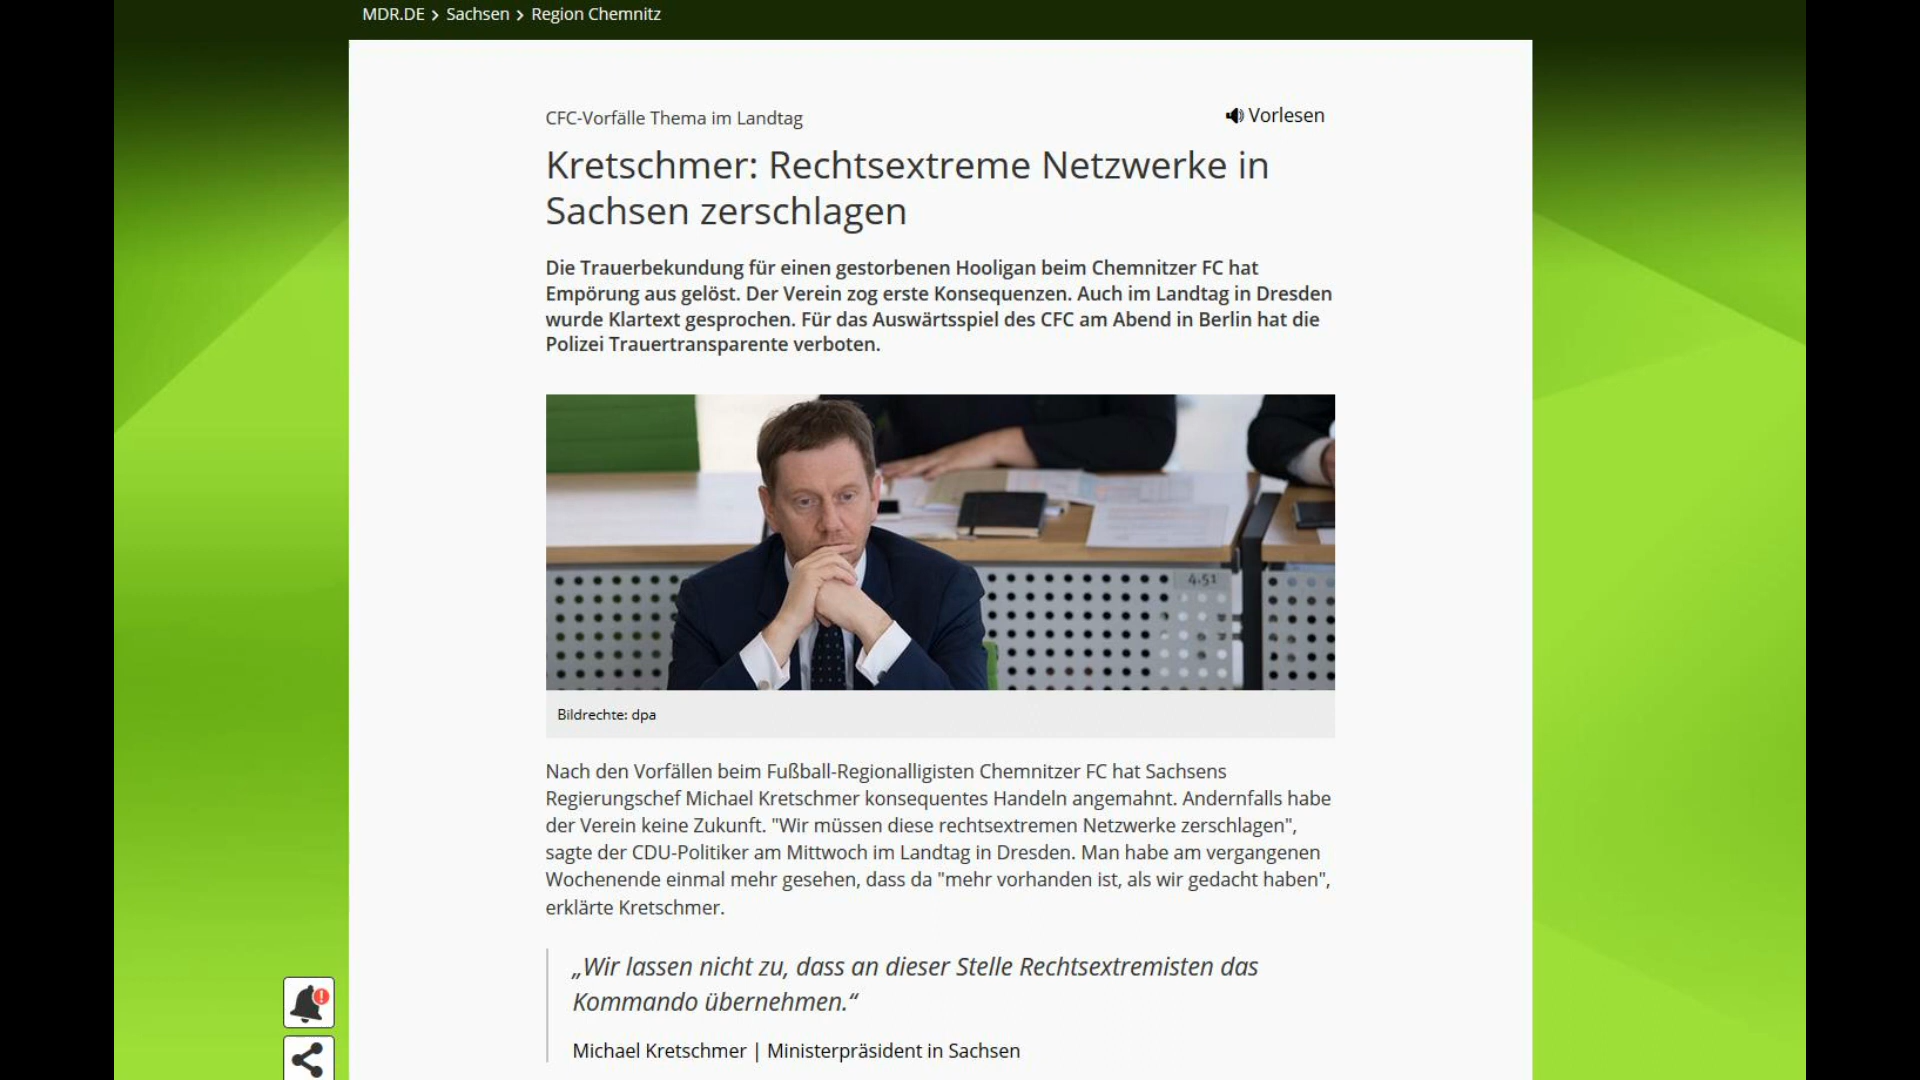 MDR.DE > Sachsen > Region Chemnitz
CFC-Vorfälle Thema im Landtag
Vorlesen
Kretschmer: Rechtsextreme Netzwerke in
Sachsen zerschlagen
Die Trauerbekundung für einen gestorbenen Hooligan beim Chemnitzer FC hat
Empörung aus gelöst. Der Verein zog erste Konsequenzen. Auch im Landtag in Dresden
wurde Klartext gesprochen. Für das Auswärtsspiel des CFC am Abend in Berlin hat die
Polizei Trauertransparente verboten.
4.51
Bildrechte: dpa
Nach den Vorfällen beim Fußball-Regionalligisten Chemnitzer FC hat Sachsens
Regierungschef Michael Kretschmer konsequentes Handeln angemahnt. Andernfalls habe
der Verein keine Zukunft. "Wir müssen diese rechtsextremen Netzwerke zerschlagen",
sagte der CDU-Politiker am Mittwoch im Landtag in Dresden. Man habe am vergangenen
Wochenende einmal mehr gesehen, dass da "mehr vorhanden ist, als wir gedacht haben",
erklärte Kretschmer.
„Wir lassen nicht zu, dass an dieser Stelle Rechtsextremisten das
Kommando übernehmen.“
Michael Kretschmer | Ministerpräsident in Sachsen